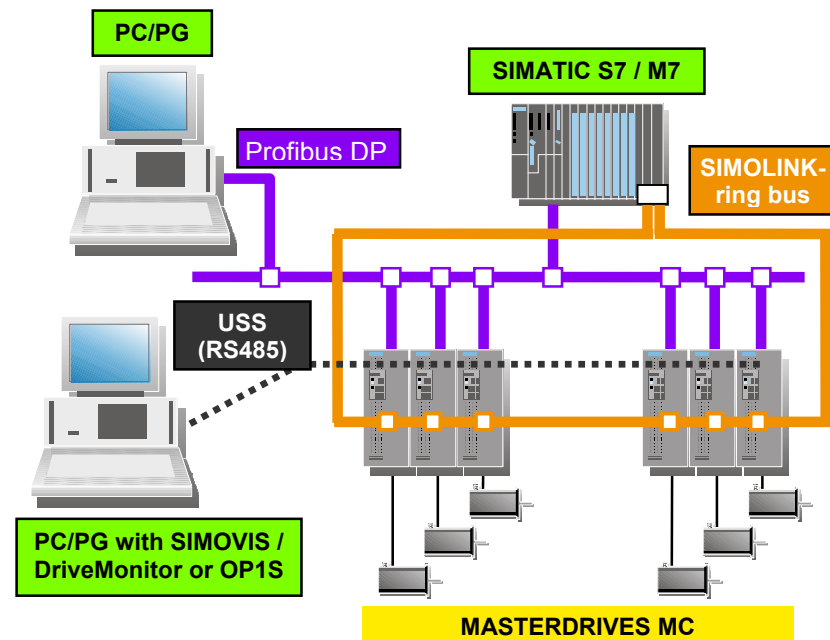 PC/PG
SIMATIC S7 / M7
Profibus DP
SIMOLINK-
ring bus
USS
(RS485)
PC/PG with SIMOVIS /
DriveMonitor or OP1S
MASTERDRIVES MC